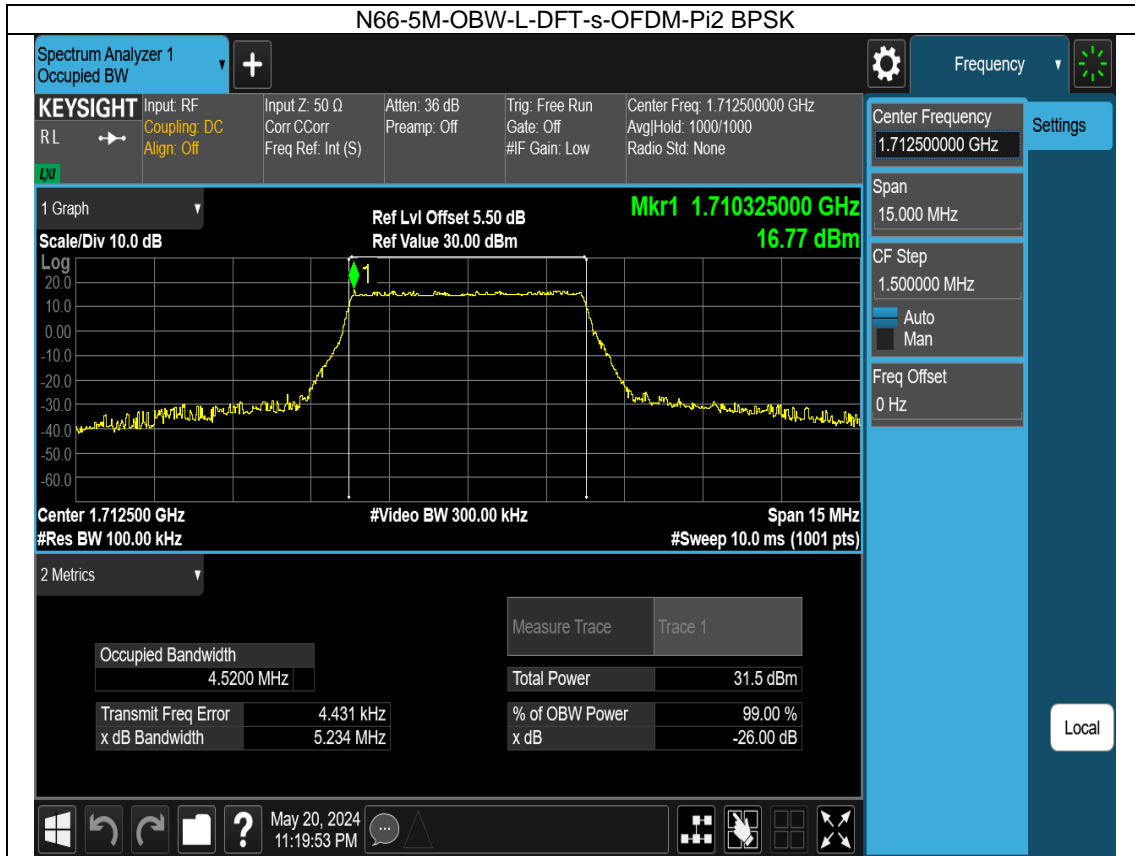 N66-5M-OBW-L-DFT-s-OFDM-Pi2 BPSK
Spectrum Analyzer 1
Occupied BW
Frequency
KEYSIGHT
R L
LXI
Input: RF
Coupling: DC
Align: Off
Input Z: 50 Ω
Corr CCorr
Freq Ref: Int (S)
Atten: 36 dB
Preamp: Off
Trig: Free Run
Gate: Off
#IF Gain: Low
Center Freq: 1.712500000 GHz
Avg|Hold: 1000/1000
Radio Std: None
Center Frequency
1.712500000 GHz
Settings
Span
15.000 MHz
CF Step
1.500000 MHz
Auto
Man
Freq Offset
0 Hz
1 Graph
Scale/Div 10.0 dB
Ref Lvl Offset 5.50 dB
Ref Value 30.00 dBm
Mkr1 1.710325000 GHz
16.77 dBm
Log
20.0
10.0
0.00
-10.0
-20.0
-30.0
-40.0
-50.0
-60.0
1
Center 1.712500 GHz
#Res BW 100.00 kHz
#Video BW 300.00 kHz
Span 15 MHz
#Sweep 10.0 ms (1001 pts)
2 Metrics
Measure Trace Trace 1
Occupied Bandwidth
4.5200 MHz
Total Power 31.5 dBm
Transmit Freq Error 4.431 kHz
% of OBW Power 99.00 %
x dB Bandwidth 5.234 MHz
x dB -26.00 dB
Local
?
May 20, 2024
11:19:53 PM